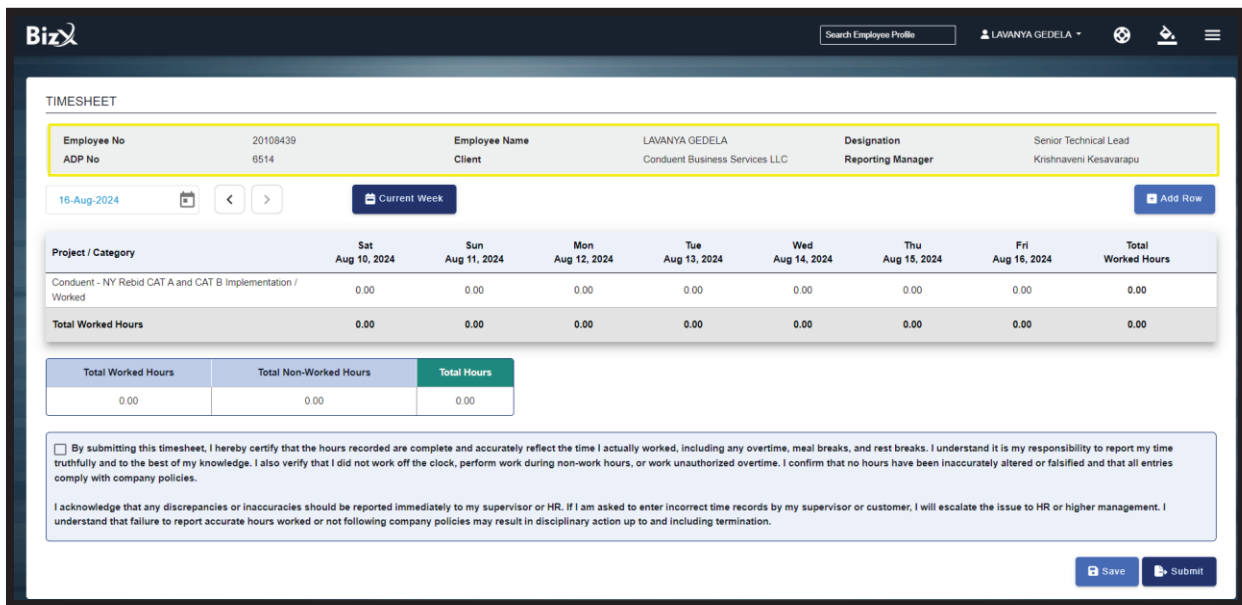 BizX
Search Employee Profile
LAVANYA GEDELA
TIMESHEET
Employee No 20108439 Employee Name LAVANYA GEDELA Designation Senior Technical Lead
ADP No 6514 Client Conduent Business Services LLC Reporting Manager Krishnaveni Kesavarapu
16-Aug-2024 < > Current Week + Add Row
Project / Category Sat Aug 10, 2024 Sun Aug 11, 2024 Mon Aug 12, 2024 Tue Aug 13, 2024 Wed Aug 14, 2024 Thu Aug 15, 2024 Fri Aug 16, 2024 Total Worked Hours
Conduent - NY Rebid CAT A and CAT B Implementation /
Worked 0.00 0.00 0.00 0.00 0.00 0.00 0.00 0.00
Total Worked Hours 0.00 0.00 0.00 0.00 0.00 0.00 0.00 0.00
Total Worked Hours Total Non-Worked Hours Total Hours
0.00 0.00 0.00
By submitting this timesheet, I hereby certify that the hours recorded are complete and accurately reflect the time I actually worked, including any overtime, meal breaks, and rest breaks. I understand it is my responsibility to report my time
truthfully and to the best of my knowledge. I also verify that I did not work off the clock, perform work during non-work hours, or work unauthorized overtime. I confirm that no hours have been inaccurately altered or falsified and that all entries
comply with company policies.
I acknowledge that any discrepancies or inaccuracies should be reported immediately to my supervisor or HR. If I am asked to enter incorrect time records by my supervisor or customer, I will escalate the issue to HR or higher management. I
understand that failure to report accurate hours worked or not following company policies may result in disciplinary action up to and including termination.
Save Submit